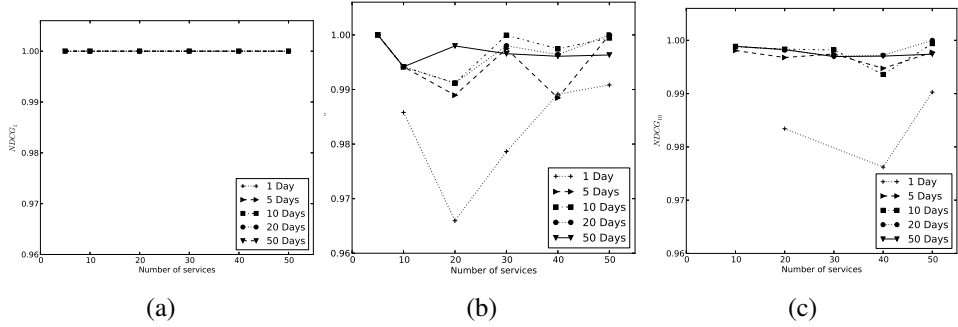 1.00
0.99
0.98
0.97
0.96
NDCG1
0 10 20 30 40 50
Number of services
1 Day
5 Days
10 Days
20 Days
50 Days
(a)
1.00
0.99
0.98
0.97
0.96
0 10 20 30 40 50
Number of services
1 Day
5 Days
10 Days
20 Days
50 Days
(b)
1.00
0.99
0.98
0.97
0.96
NDCG10
0 10 20 30 40 50
Number of services
1 Day
5 Days
10 Days
20 Days
50 Days
(c)